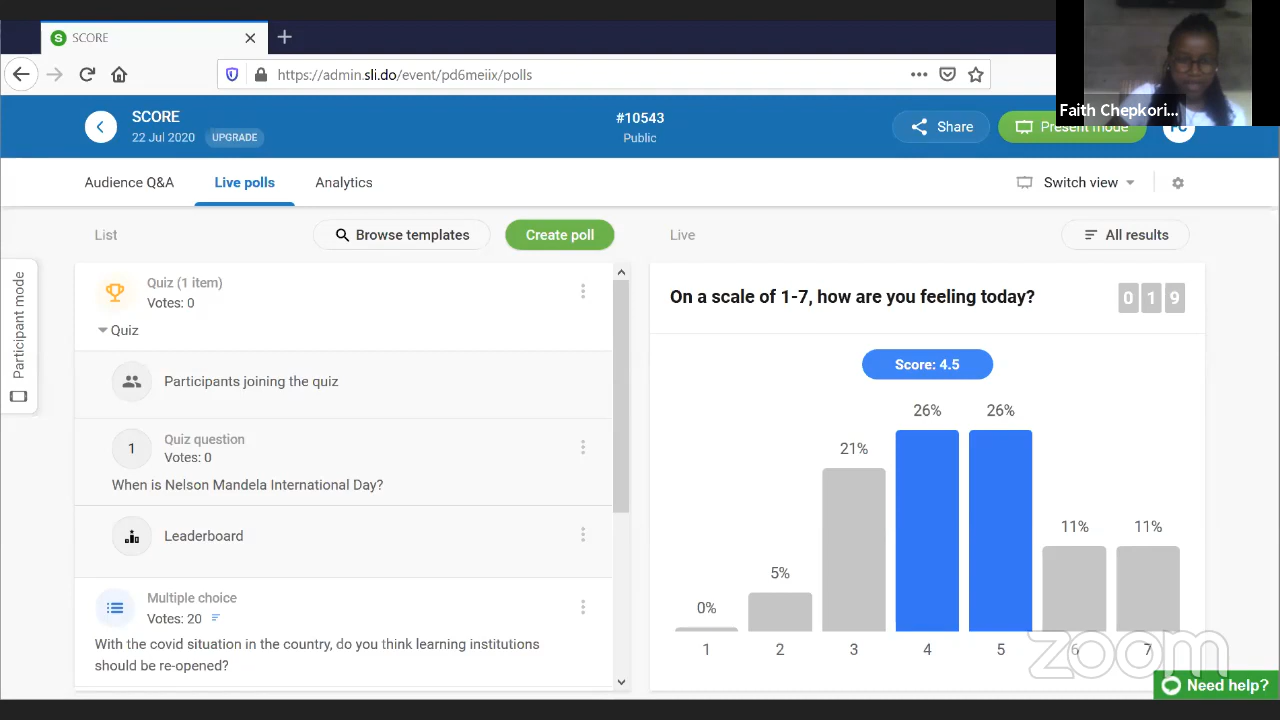 SCORE
https://admin.sli.do/event/pd6meiix/polls
Faith Chepkori...
SCORE
22 Jul 2020 UPGRADE
#10543
Public
Share
Present mode
Audience Q&A
Live polls
Analytics
Switch view
List
Browse templates
Create poll
Live
All results
Participant mode
Quiz (1 item)
Votes: 0
Quiz
Participants joining the quiz
1
Quiz question
Votes: 0
When is Nelson Mandela International Day?
Leaderboard
Multiple choice
Votes: 20
With the covid situation in the country, do you think learning institutions
should be re-opened?
On a scale of 1-7, how are you feeling today?
0 1 9
Score: 4.5
0% 5% 21% 26% 26% 11% 11%
1 2 3 4 5 6 7
zoom
Need help?